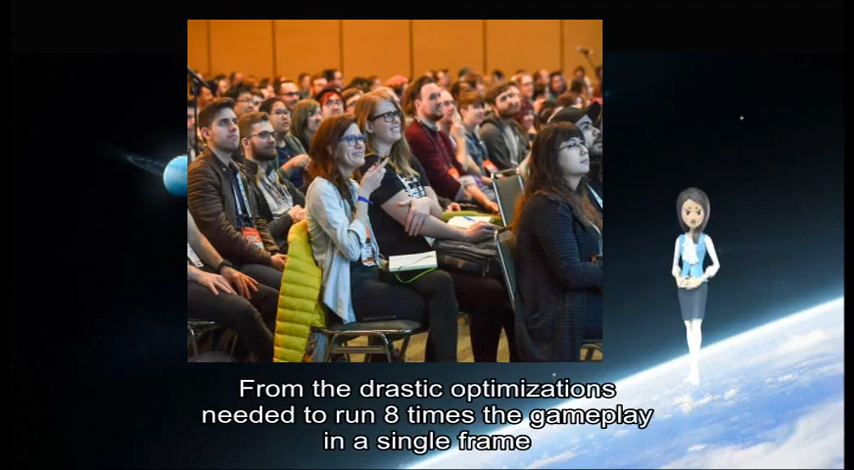 From the drastic optimizations
needed to run 8 times the gameplay
in a single frame